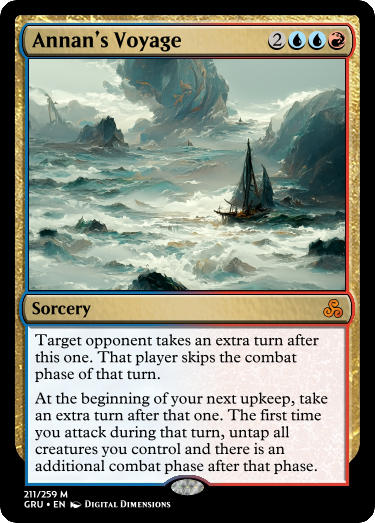 Annan's Voyage 2
Sorcery
Target opponent takes an extra turn after
this one. That player skips the combat
phase of that turn.
At the beginning of your next upkeep, take
an extra turn after that one. The first time
you attack during that turn, untap all
creatures you control and there is an
additional combat phase after that phase.
211/259 M
GRU • EN Digital Dimensions